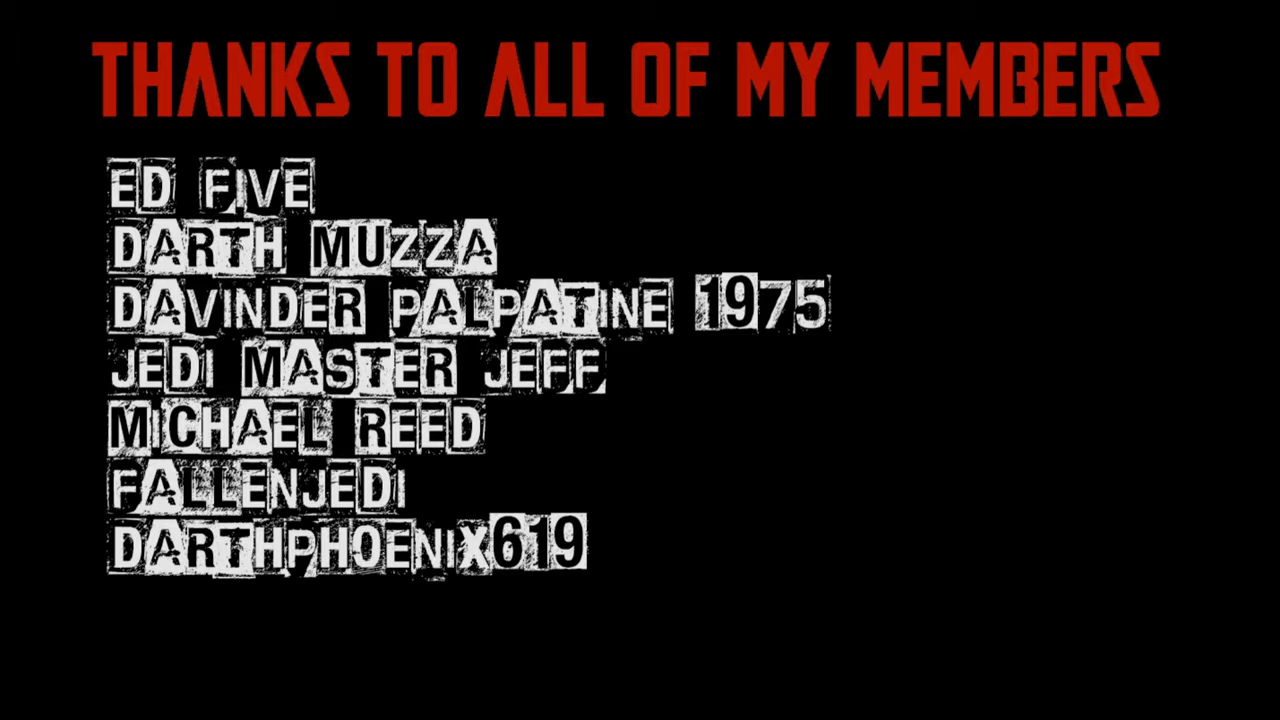 THANKS TO ALL OF MY MEMBERS
ED FIVE
DARTH MUZZA
DAVINDER PALPATINE 1975
JEDI MASTER JEFF
MICHAEL REED
FALLENJEDI
DARTHPHOENIX619